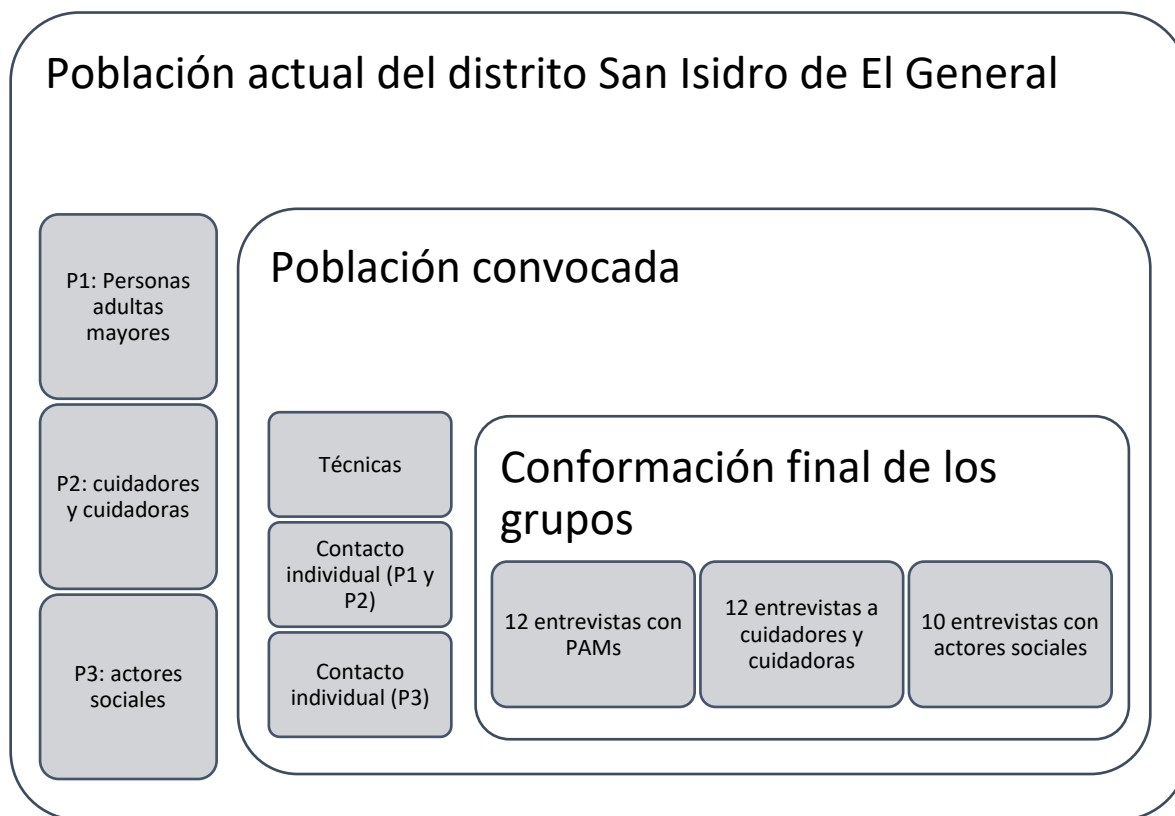 Población actual del distrito San Isidro de El General
P1: Personas
adultas
mayores
P2: cuidadores
y cuidadoras
P3: actores
sociales
Población convocada
Técnicas
Contacto
individual (P1 y
P2)
Contacto
individual (P3)
Conformación final de los
grupos
12 entrevistas con
PAMs
12 entrevistas a
cuidadores y
cuidadoras
10 entrevistas con
actores sociales